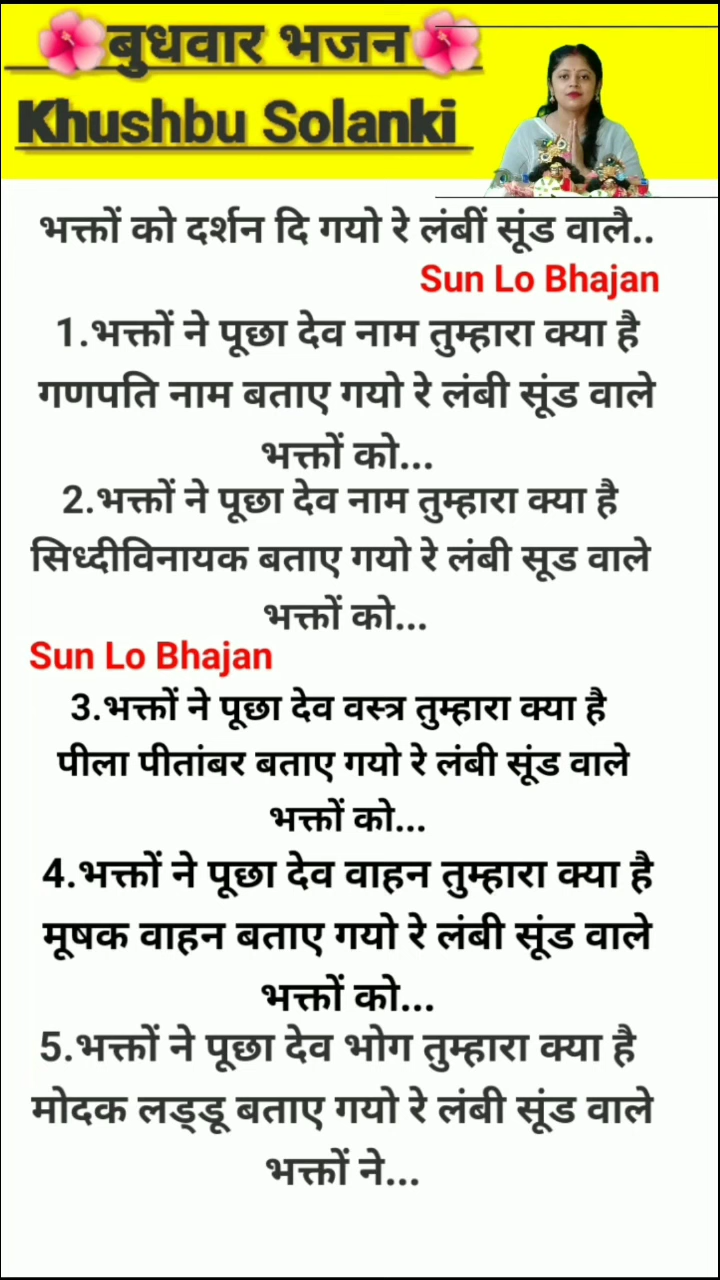 बुधवार भजन
Khushbu Solanki
भक्तों को दर्शन दि गयो रे लंबीं सूंड वालै..
Sun Lo Bhajan
1.भक्तों ने पूछा देव नाम तुम्हारा क्या है
गणपति नाम बताए गयो रे लंबी सूंड वाले
भक्तों को...
2.भक्तों ने पूछा देव नाम तुम्हारा क्या है
सिध्दीविनायक बताए गयो रे लंबी सूड वाले
भक्तों को...
Sun Lo Bhajan
3.भक्तों ने पूछा देव वस्त्र तुम्हारा क्या है
पीला पीतांबर बताए गयो रे लंबी सूंड वाले
भक्तों को...
4.भक्तों ने पूछा देव वाहन तुम्हारा क्या है
मूषक वाहन बताए गयो रे लंबी सूंड वाले
भक्तों को...
5.भक्तों ने पूछा देव भोग तुम्हारा क्या है
मोदक लड्डू बताए गयो रे लंबी सूंड वाले
भक्तों ने...